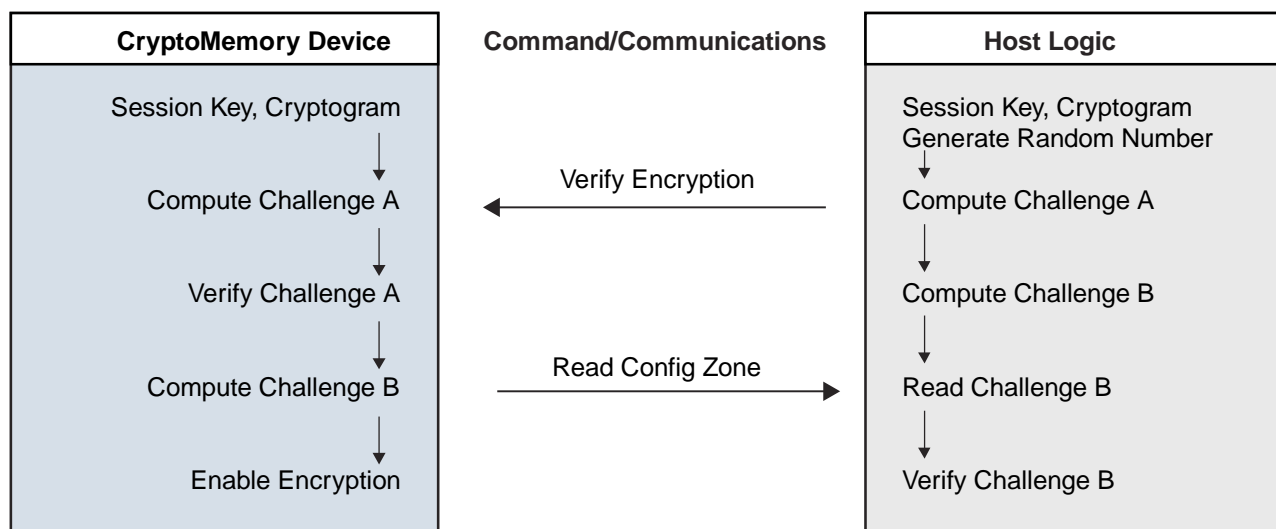 CryptoMemory Device
Command/Communications
Host Logic
Session Key, Cryptogram
Session Key, Cryptogram
Generate Random Number
Verify Encryption
Compute Challenge A
Compute Challenge A
Verify Challenge A
Compute Challenge B
Read Config Zone
Compute Challenge B
Read Challenge B
Enable Encryption
Verify Challenge B